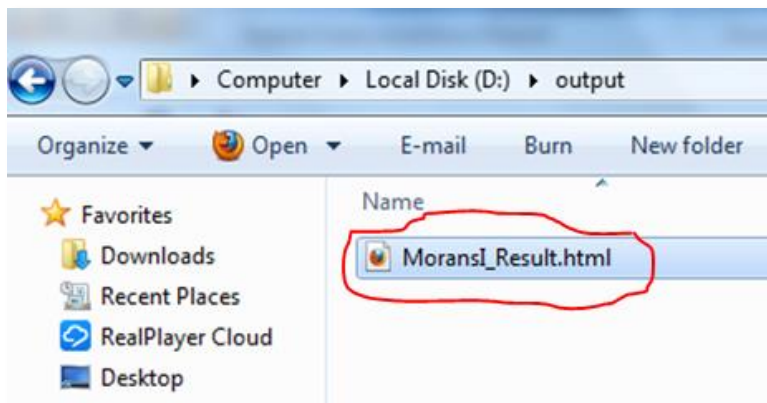 Computer Local Disk (D:) output
Organize Open E-mail Burn New folder
Favorites
Downloads
Recent Places
RealPlayer Cloud
Desktop
Name
MoransI_Result.html